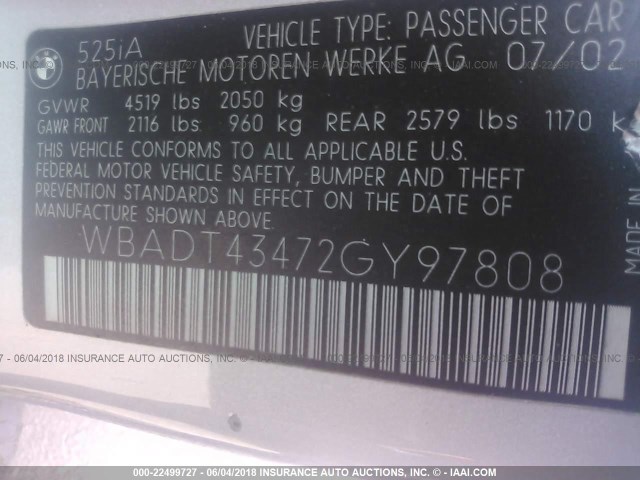 BMW
525iA
VEHICLE TYPE: PASSENGER CAR
BAYERISCHE MOTOREN WERKE AG 07/02
GVWR 4519 lbs 2050 kg
GAWR FRONT 2116 lbs 960 kg REAR 2579 lbs 1170 k
THIS VEHICLE CONFORMS TO ALL APPLICABLE U.S.
FEDERAL MOTOR VEHICLE SAFETY, BUMPER AND THEFT
PREVENTION STANDARDS IN EFFECT ON THE DATE OF
MANUFACTURE SHOWN ABOVE.
WBADT43472GY97808
MADE IN
000-22499727 - 06/04/2018 - INSURANCE AUTO AUCTIONS, INC. - © - IAAI.COM